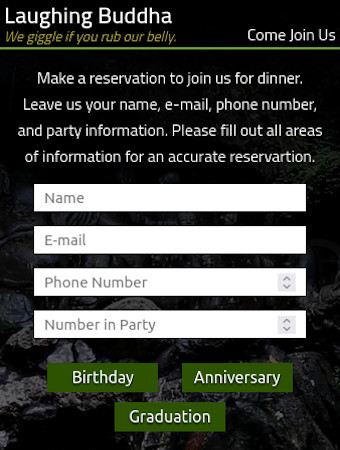 Laughing Buddha
We giggle if you rub our belly.
Come Join Us
Make a reservation to join us for dinner.
Leave us your name, e-mail, phone number,
and party information. Please fill out all areas
of information for an accurate reservartion.
Name
E-mail
Phone Number
Number in Party
Birthday
Anniversary
Graduation